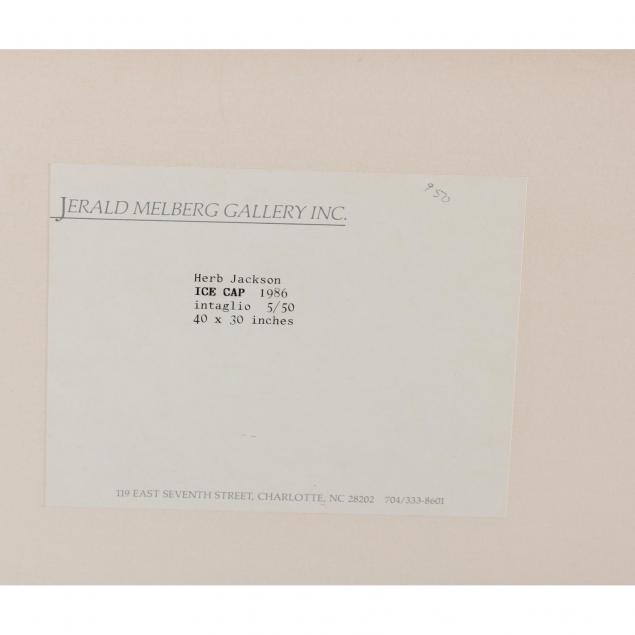 950
JERALD MELBERG GALLERY INC.
Herb Jackson
ICE CAP 1986
intaglio 5/50
40 x 30 inches
119 EAST SEVENTH STREET, CHARLOTTE, NC 28202 704/333-8601